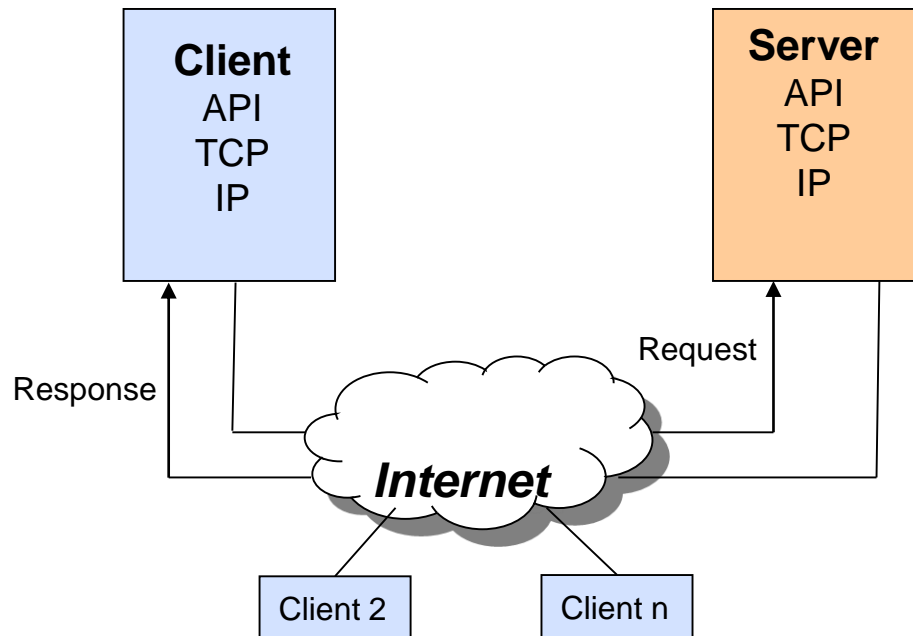 Client
API
TCP
IP
Server
API
TCP
IP
Response
Request
Internet
Client 2
Client n